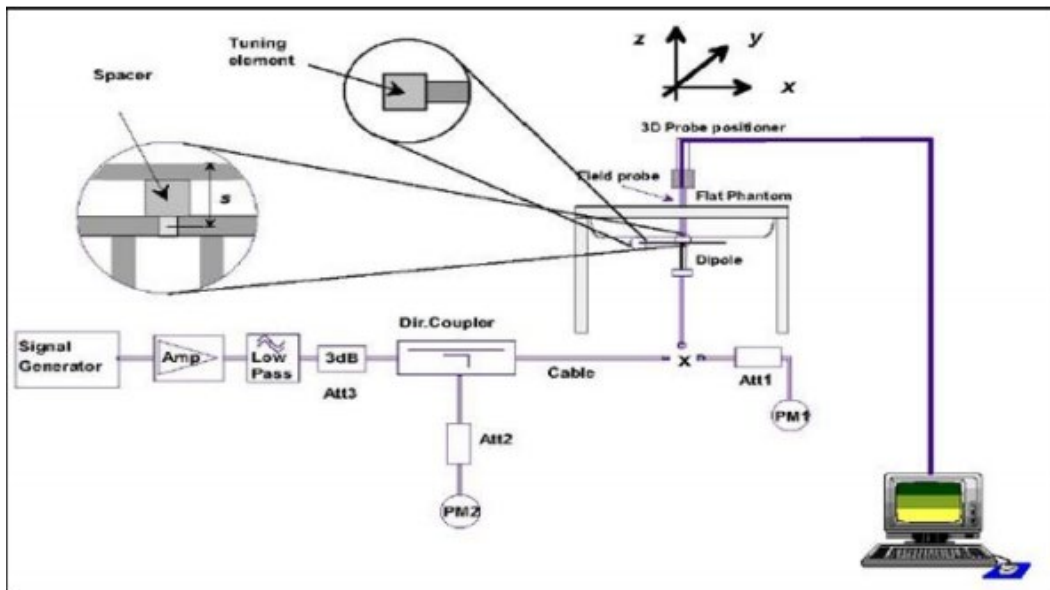 Tuning
element
Spacer
s
z
y
x
3D Probe positioner
Field probe
Flat Phantom
Dipole
Dir.Coupler
Signal
Generator
Amp
Low
Pass
3dB
Att3
Cable
x
Att1
PM1
Att2
PM2